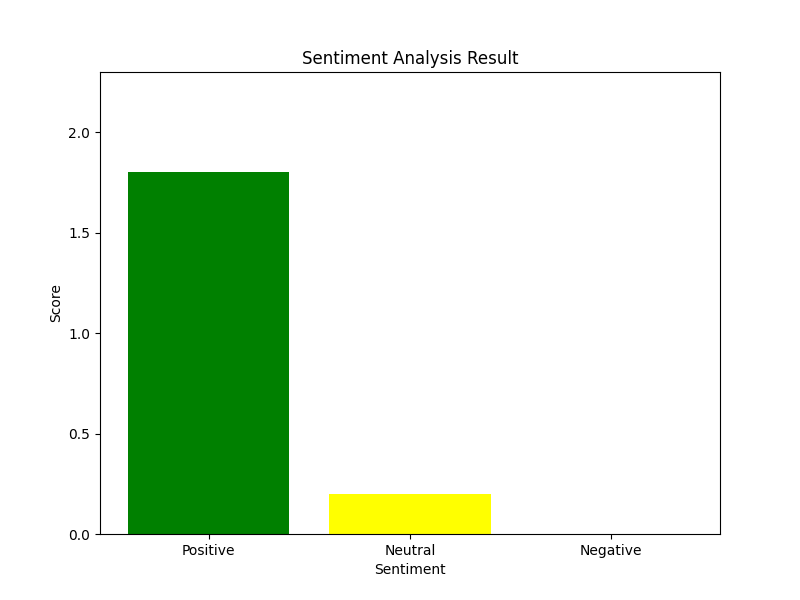 Sentiment Analysis Result
2.0
1.5
1.0
0.5
0.0
Score
Positive
Neutral
Negative
Sentiment